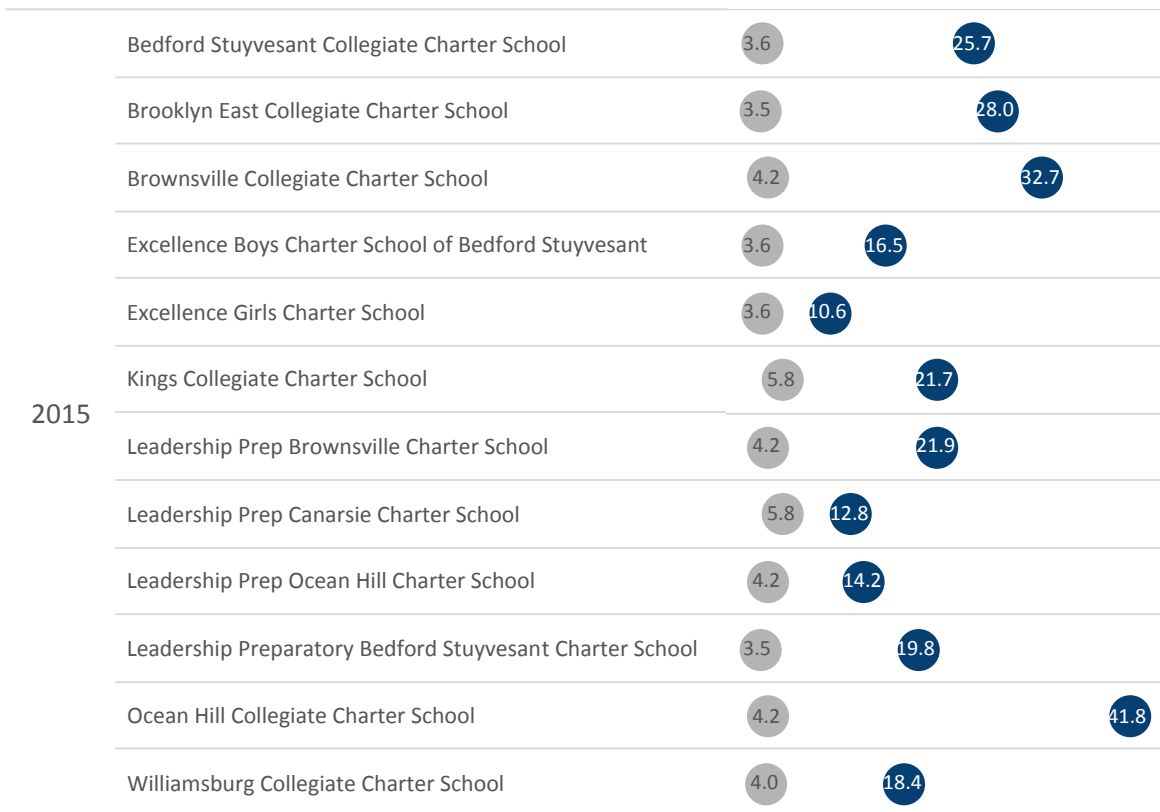 Bedford Stuyvesant Collegiate Charter School 3.6 25.7
Brooklyn East Collegiate Charter School 3.5 28.0
Brownsville Collegiate Charter School 4.2 32.7
Excellence Boys Charter School of Bedford Stuyvesant 3.6 16.5
Excellence Girls Charter School 3.6 10.6
Kings Collegiate Charter School 5.8 21.7
2015
Leadership Prep Brownsville Charter School 4.2 21.9
Leadership Prep Canarsie Charter School 5.8 12.8
Leadership Prep Ocean Hill Charter School 4.2 14.2
Leadership Preparatory Bedford Stuyvesant Charter School 3.5 19.8
Ocean Hill Collegiate Charter School 4.2 41.8
Williamsburg Collegiate Charter School 4.0 18.4